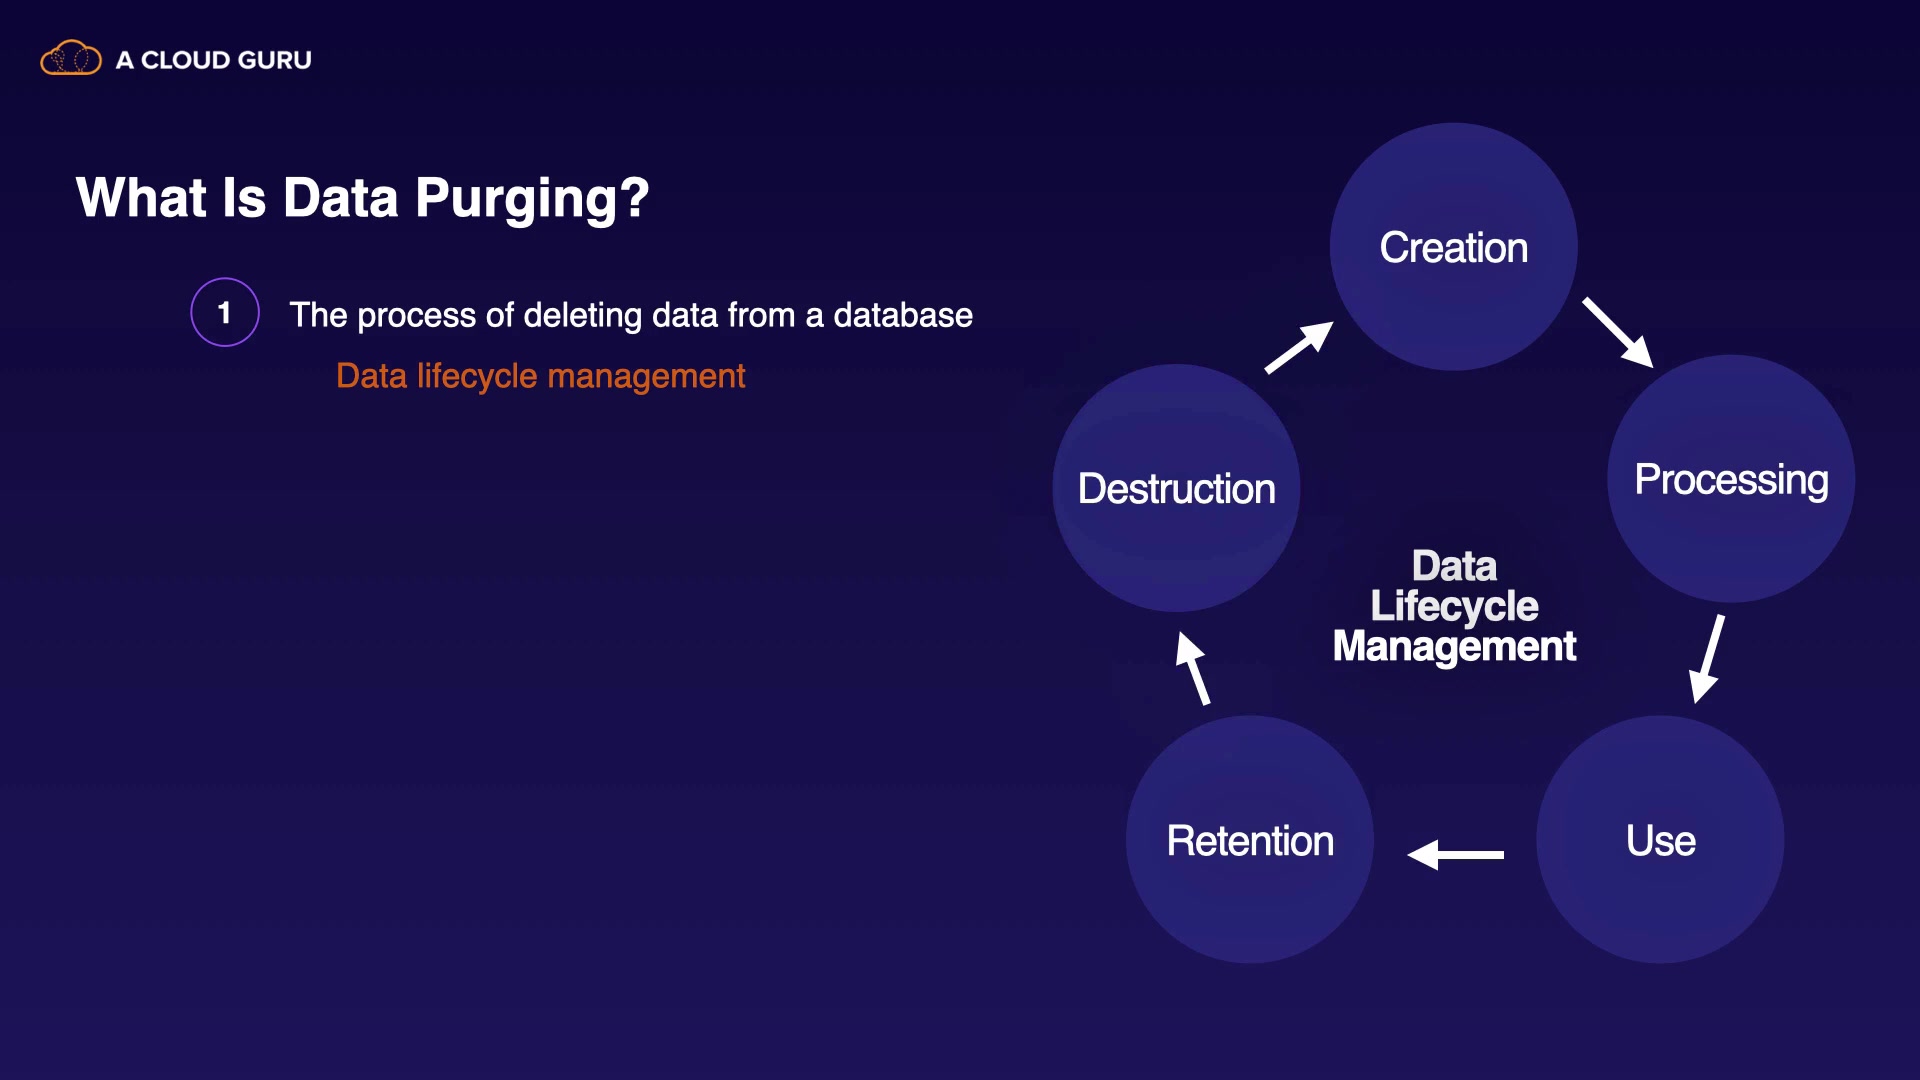 A CLOUD GURU
What Is Data Purging?
1 The process of deleting data from a database
Data lifecycle management
Creation
Processing
Use
Retention
Destruction
Data
Lifecycle
Management